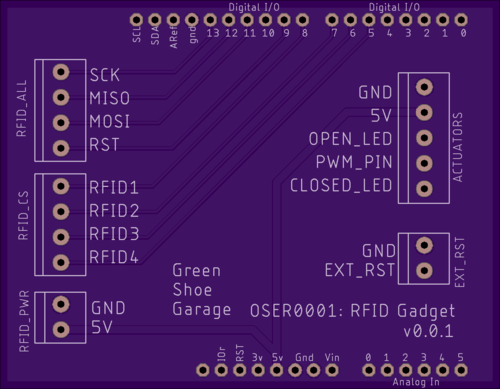 Digital I/O Digital I/O
SCL SDA ARef gnd 13 12 11 10 9 8 7 6 5 4 3 2 1 0
RFID_ALL
SCK
MISO
MOSI
RST
RFID_CS
RFID1
RFID2
RFID3
RFID4
RFID_PWR
GND
5V
ACTUATORS
GND
5V
OPEN_LED
PWM_PIN
CLOSED_LED
EXT_RST
GND
EXT_RST
Green
Shoe
Garage
OSER0001: RFID Gadget
v0.0.1
IOr RST 3v 5v Gnd Vin 0 1 2 3 4 5
Analog In